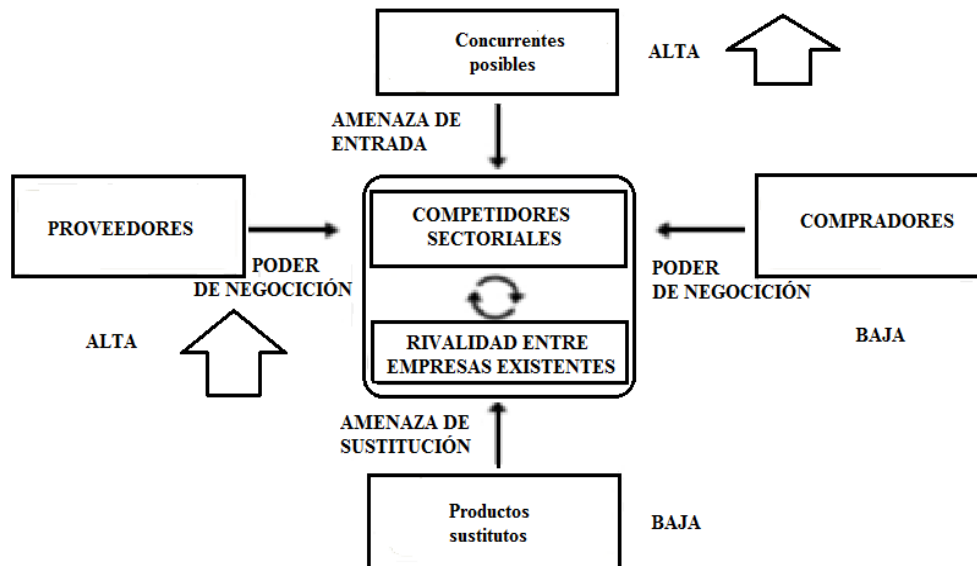 Concurrentes
posibles
ALTA
AMENAZA DE
ENTRADA
PROVEEDORES
COMPETIDORES
SECTORIALES
COMPRADORES
PODER
DE NEGOCICIÓN
PODER
DE NEGOCICIÓN
ALTA
RIVALIDAD ENTRE
EMPRESAS EXISTENTES
BAJA
AMENAZA DE
SUSTITUCIÓN
Productos
sustitutos
BAJA